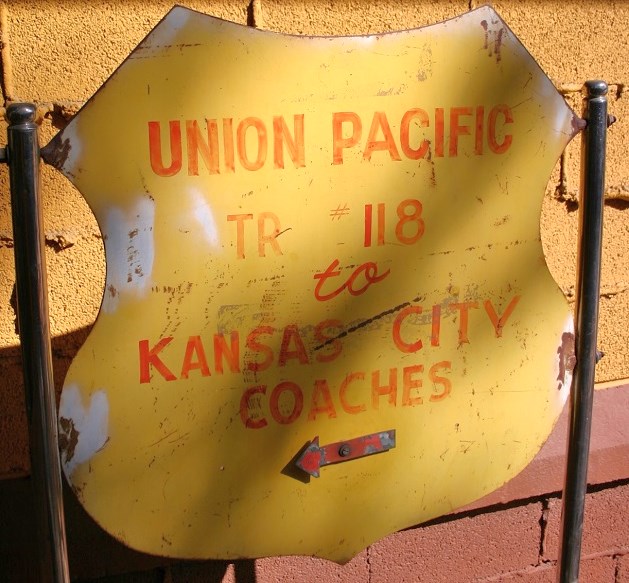 UNION PACIFIC
TR #118
to
KANSAS CITY
COACHES